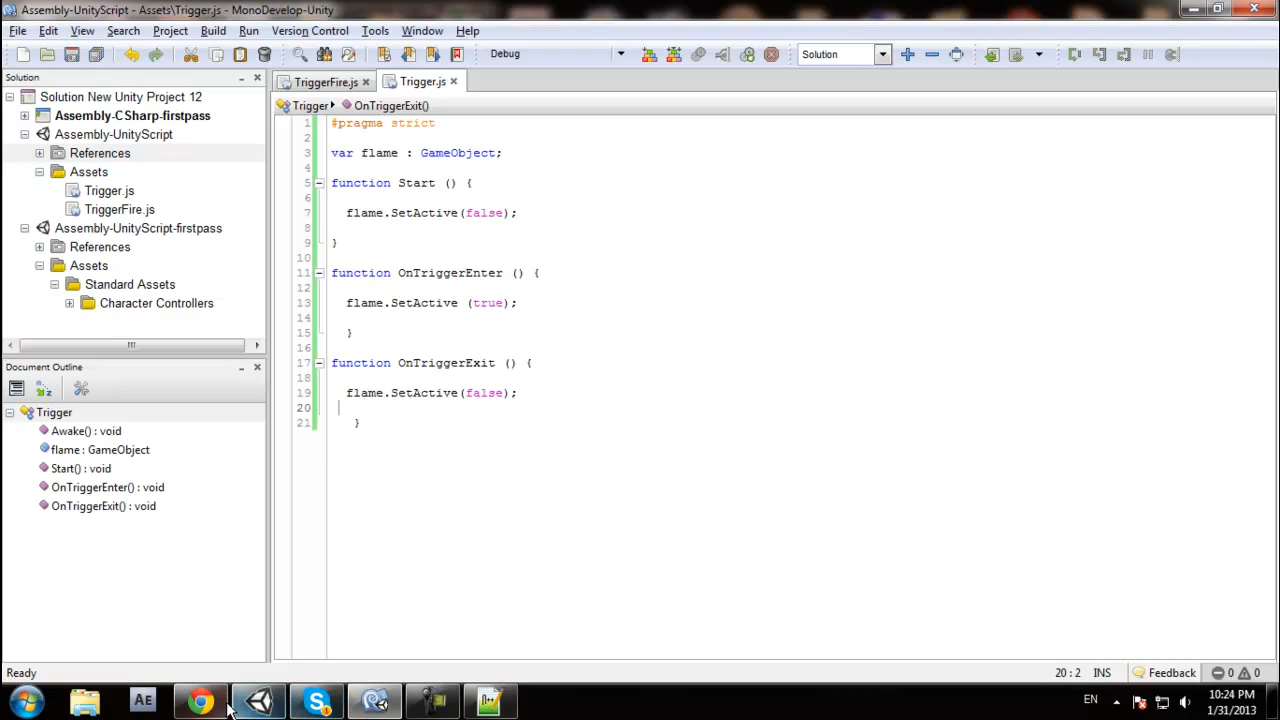 Assembly-UnityScript - Assets\Trigger.js - MonoDevelop-Unity
File Edit View Search Project Build Run Version Control Tools Window Help
Debug Solution
Solution
TriggerFire.js Trigger.js
Solution New Unity Project 12
Assembly-CSharp-firstpass
Assembly-UnityScript
References
Assets
Trigger.js
TriggerFire.js
Assembly-UnityScript-firstpass
References
Assets
Standard Assets
Character Controllers
Document Outline
Trigger
Awake() : void
flame : GameObject
Start() : void
OnTriggerEnter() : void
OnTriggerExit() : void
Trigger OnTriggerExit()
1 #pragma strict
2
3 var flame : GameObject;
4
5 function Start () {
6
7 flame.SetActive(false);
8
9 }
10
11 function OnTriggerEnter () {
12
13 flame.SetActive (true);
14
15 }
16
17 function OnTriggerExit () {
18
19 flame.SetActive(false);
20
21 }
Ready 20 : 2 INS Feedback 0 0
Ae n++ EN 10:24 PM
1/31/2013